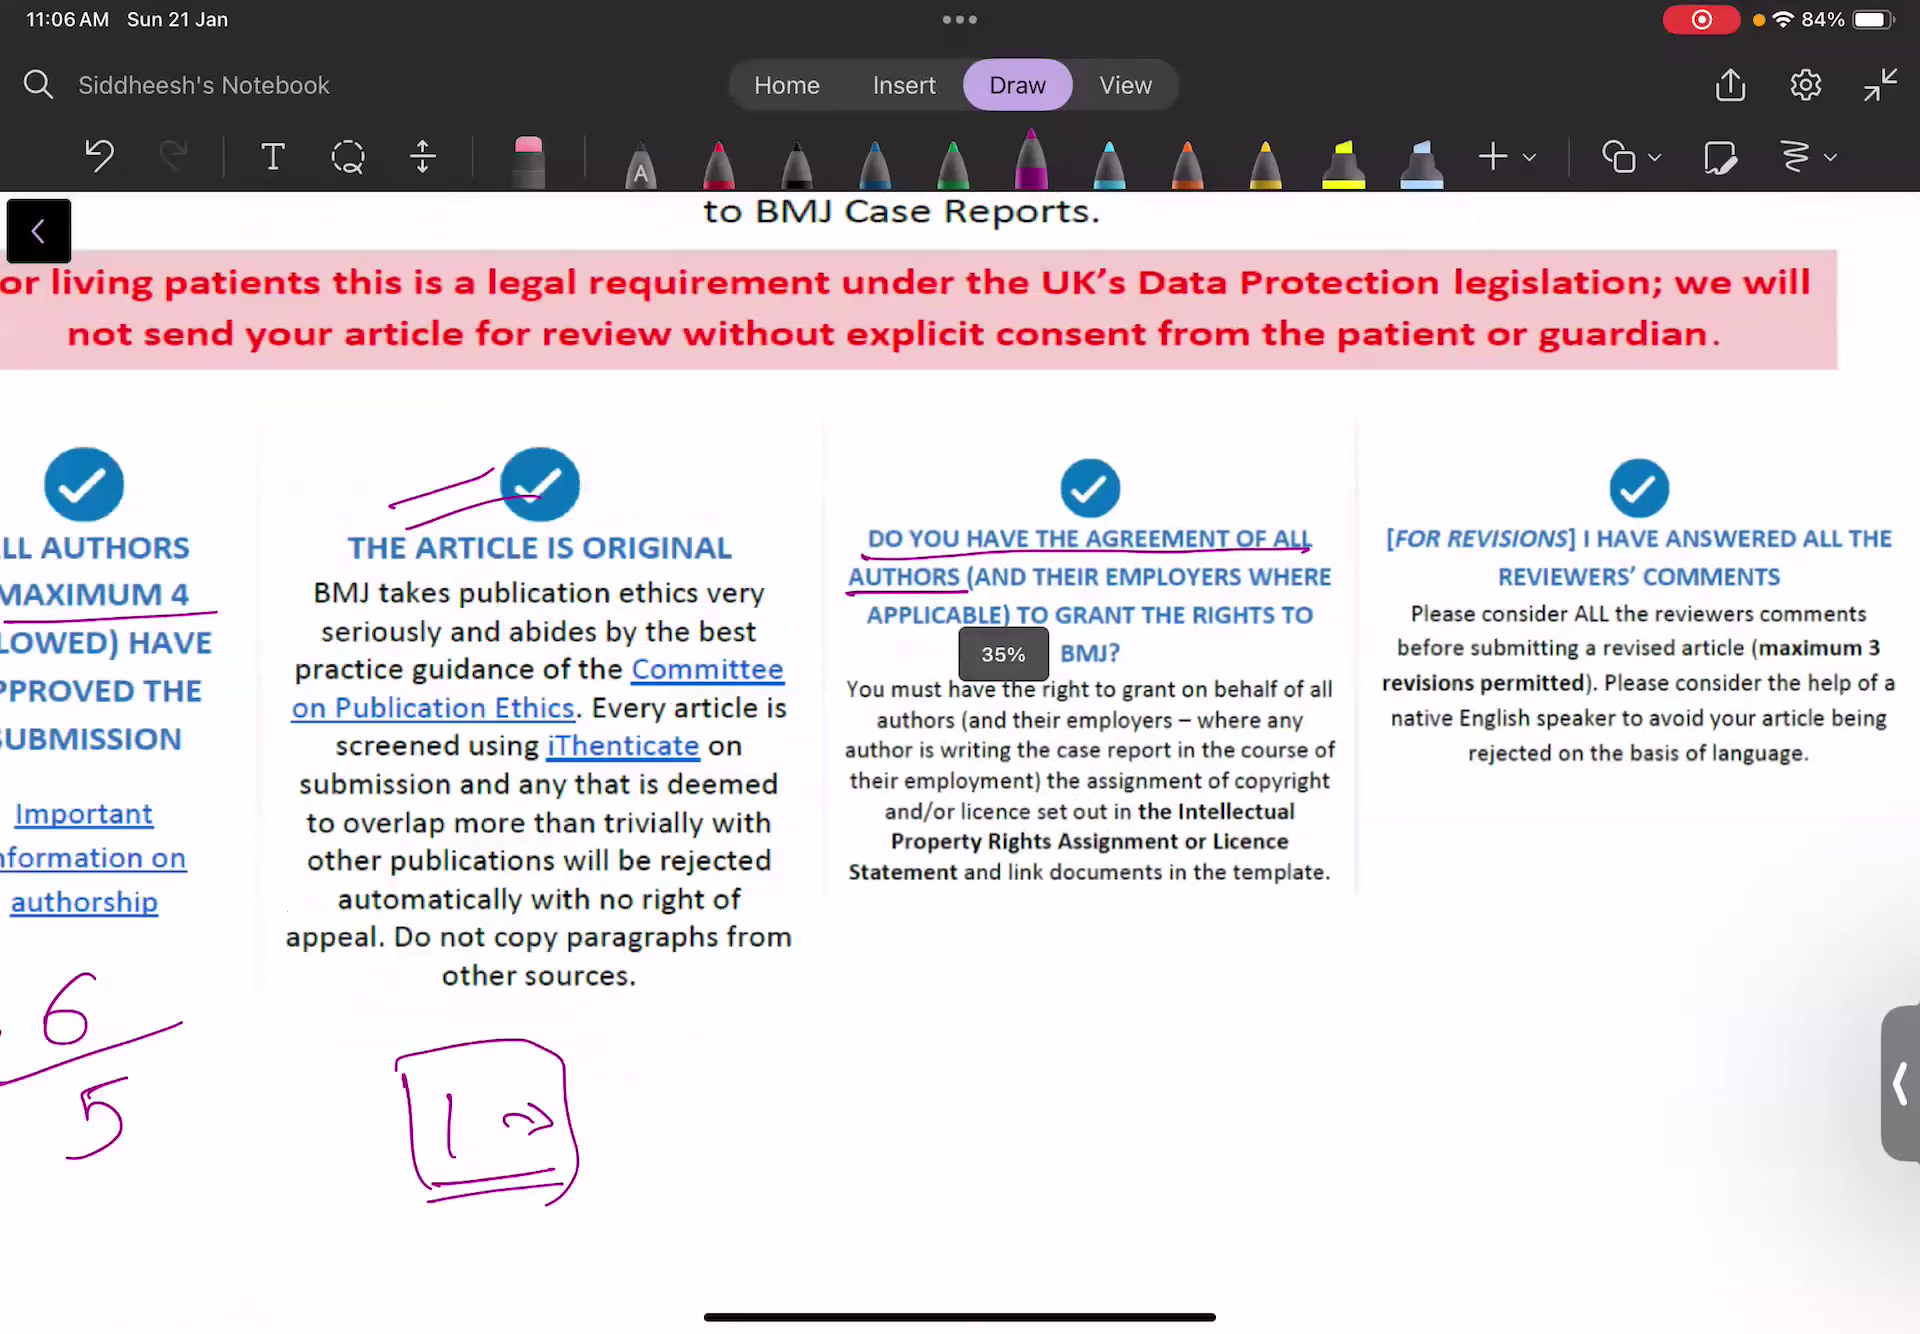 11:06 AM Sun 21 Jan
84%
Siddheesh's Notebook
Home Insert Draw View
T
A
to BMJ Case Reports.
or living patients this is a legal requirement under the UK's Data Protection legislation; we will
not send your article for review without explicit consent from the patient or guardian.
LL AUTHORS
MAXIMUM 4
LOWED) HAVE
PPROVED THE
SUBMISSION
Important
nformation on
authorship
6
5
THE ARTICLE IS ORIGINAL
BMJ takes publication ethics very
seriously and abides by the best
practice guidance of the Committee
on Publication Ethics. Every article is
screened using iThenticate on
submission and any that is deemed
to overlap more than trivially with
other publications will be rejected
automatically with no right of
appeal. Do not copy paragraphs from
other sources.
1
DO YOU HAVE THE AGREEMENT OF ALL
AUTHORS (AND THEIR EMPLOYERS WHERE
APPLICABLE) TO GRANT THE RIGHTS TO
BMJ?
35%
You must have the right to grant on behalf of all
authors (and their employers – where any
author is writing the case report in the course of
their employment) the assignment of copyright
and/or licence set out in the Intellectual
Property Rights Assignment or Licence
Statement and link documents in the template.
[FOR REVISIONS] I HAVE ANSWERED ALL THE
REVIEWERS' COMMENTS
Please consider ALL the reviewers comments
before submitting a revised article (maximum 3
revisions permitted). Please consider the help of a
native English speaker to avoid your article being
rejected on the basis of language.